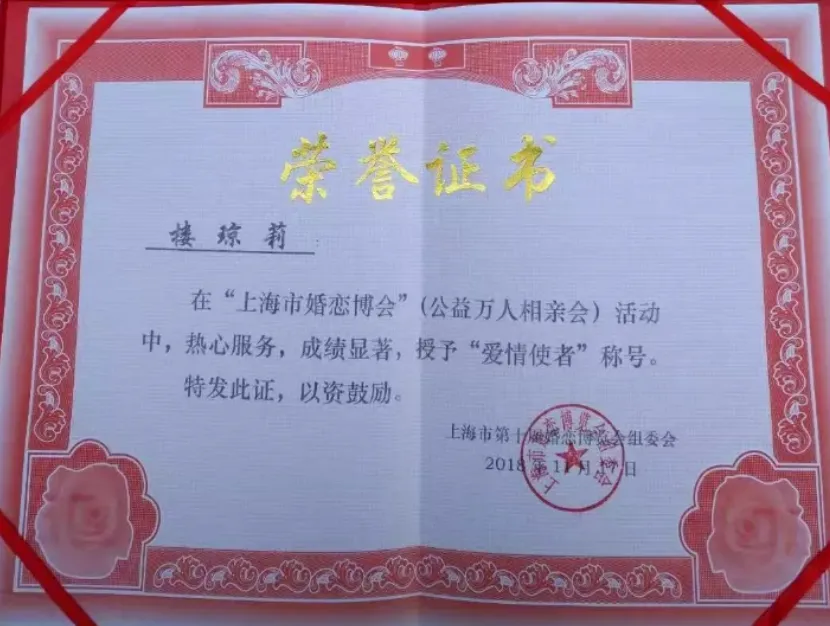 荣誉证书
楼琼莉
在“上海市婚恋博会”(公益万人相亲会)活动
中，热心服务，成绩显著，授予“爱情使者”称号。
特发此证，以资鼓励。
上海市第十届婚恋博览会组委会
2018年11月 日